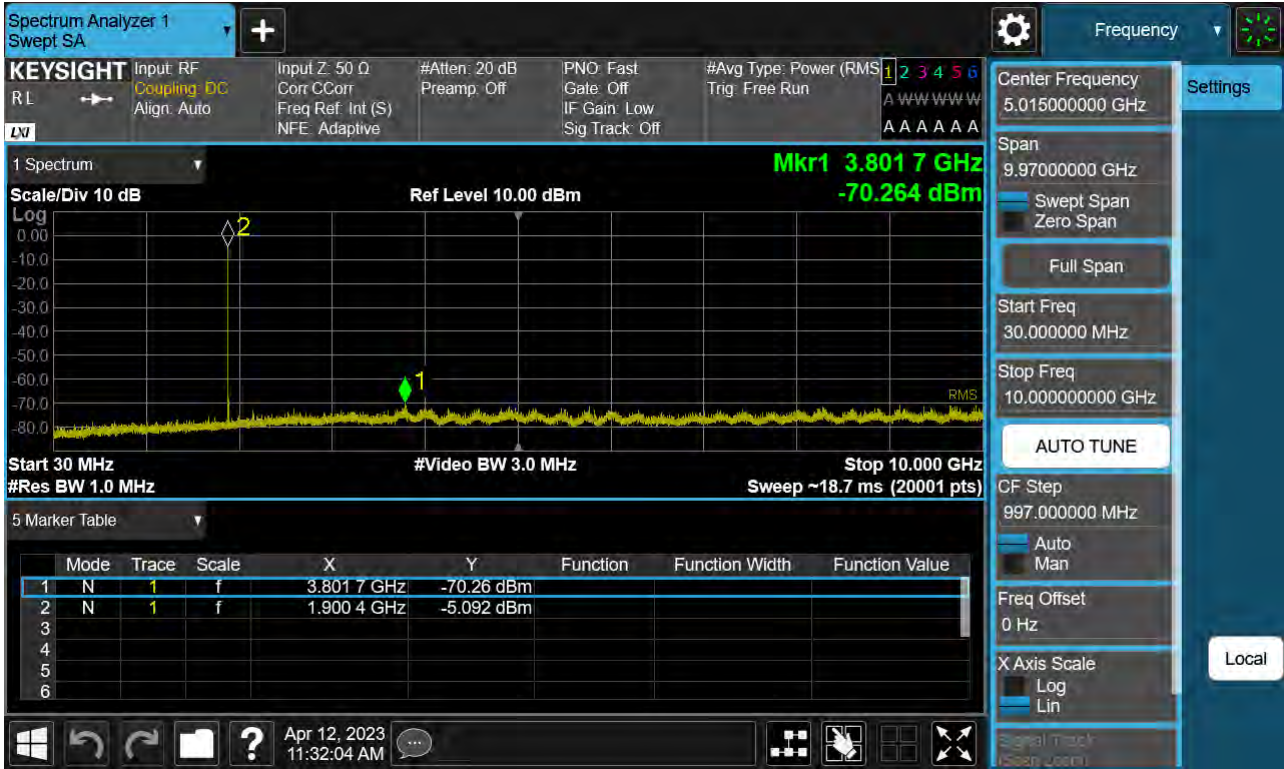 Spectrum Analyzer 1
Swept SA
+
Frequency
KEYSIGHT
R L
LXI
Input: RF
Coupling: DC
Align: Auto
Input Z: 50 Ω
Corr CCorr
Freq Ref: Int (S)
NFE: Adaptive
#Atten: 20 dB
Preamp: Off
PNO: Fast
Gate: Off
IF Gain: Low
Sig Track: Off
#Avg Type: Power (RMS
Trig: Free Run
1 2 3 4 5 6
A W W W W W
A A A A A A
1 Spectrum
Mkr1 3.801 7 GHz
-70.264 dBm
Scale/Div 10 dB
Ref Level 10.00 dBm
Log
0.00
-10.0
-20.0
-30.0
-40.0
-50.0
-60.0
-70.0
-80.0
2
1
RMS
Start 30 MHz
#Video BW 3.0 MHz
Stop 10.000 GHz
#Res BW 1.0 MHz
Sweep ~18.7 ms (20001 pts)
5 Marker Table
Mode Trace Scale X Y Function Function Width Function Value
1 N 1 f 3.801 7 GHz -70.26 dBm
2 N 1 f 1.900 4 GHz -5.092 dBm
3
4
5
6
?
Apr 12, 2023
11:32:04 AM
Center Frequency
5.015000000 GHz
Settings
Span
9.97000000 GHz
Swept Span
Zero Span
Full Span
Start Freq
30.000000 MHz
Stop Freq
10.000000000 GHz
AUTO TUNE
CF Step
997.000000 MHz
Auto
Man
Freq Offset
0 Hz
X Axis Scale
Log
Lin
Local
Signal Track
(Span Zoom)